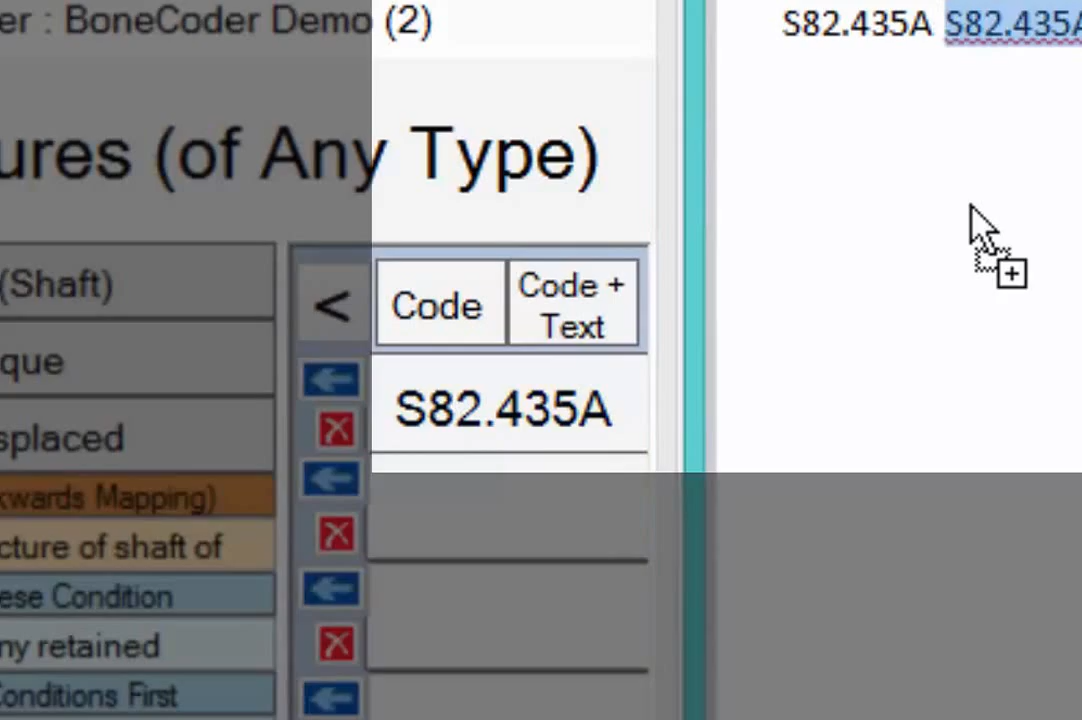 er : BoneCoder Demo (2)
S82.435A S82.435A
ures (of Any Type)
(Shaft)
< Code Code + Text
que
splaced
S82.435A
kwards Mapping)
cture of shaft of
ese Condition
ny retained
Conditions First